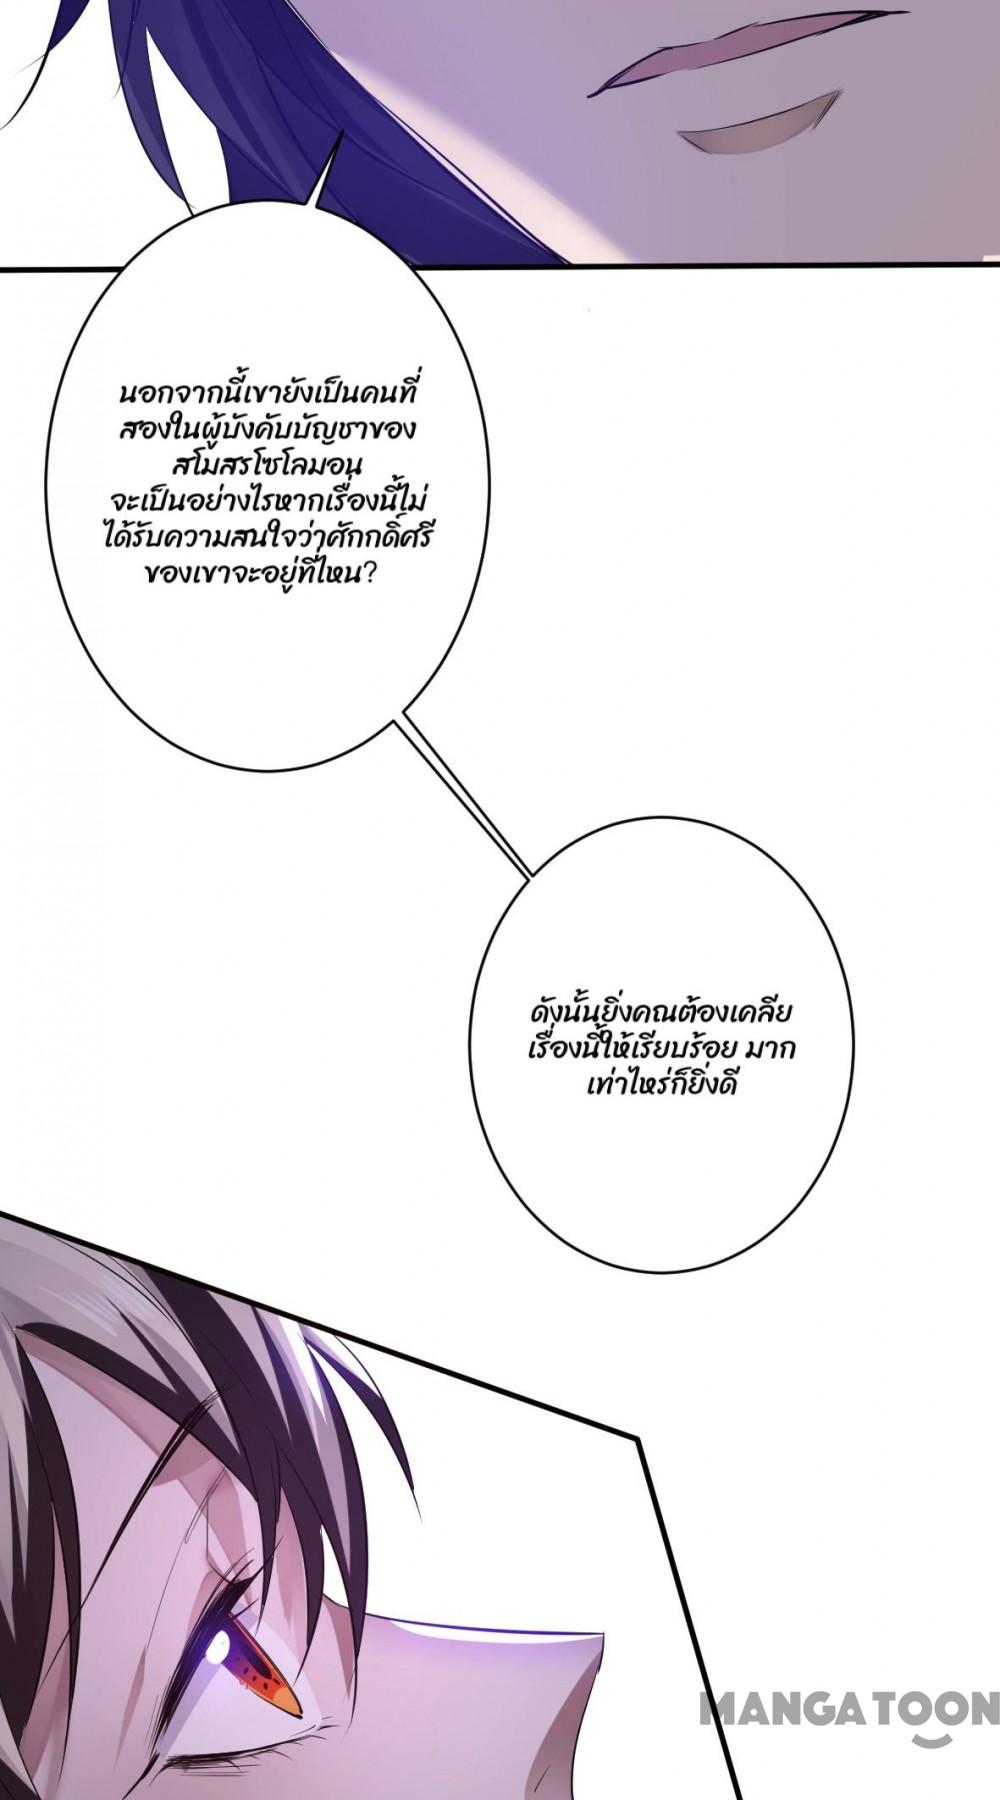 นอกจากนี้เขายังเป็นคนที่
สองในผู้บังคับบัญชาของ
สโมสรโซโลมอน
จะเป็นอย่างไรหากเรื่องนี้ไม่
ได้รับความสนใจว่าศักกดิ์ศรี
ของเขาจะอยู่ที่ไหน?
ดังนั้นยิ่งคณต้องเคลีย
เรื่องนี้ให้เรียบร้อย มาก
เท่าไหร่ก็ยิ่งดี
MANGATOON